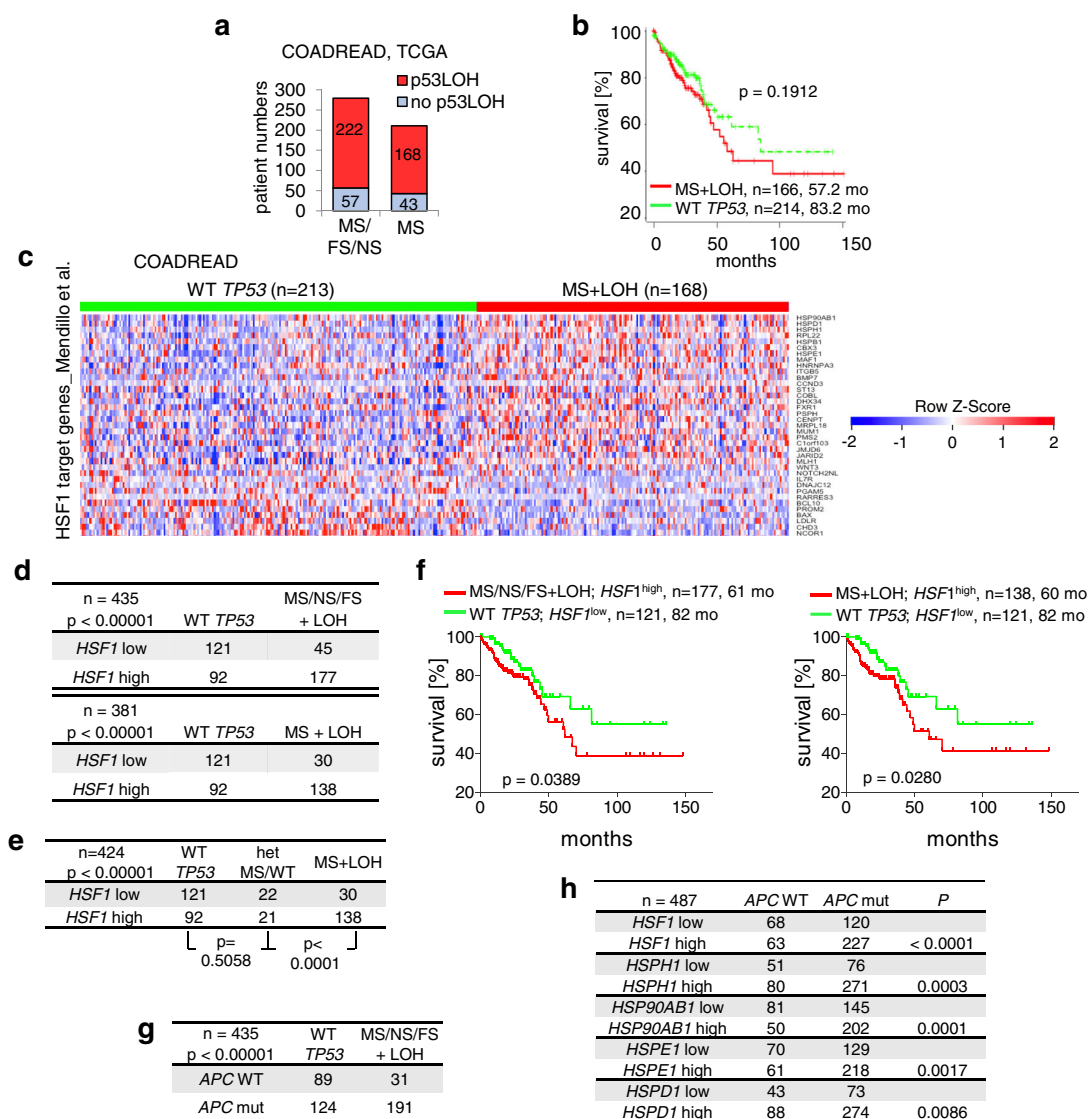 a
COADREAD, TCGA
p53LOH
no p53LOH
patient numbers
300
250
200
150
100
50
0
222
57
168
43
MS/
FS/NS
MS
b
survival [%]
100
80
60
40
20
p = 0.1912
MS+LOH, n=166, 57.2 mo
WT TP53, n=214, 83.2 mo
0 50 100 150
months
c
COADREAD
WT TP53 (n=213) MS+LOH (n=168)
HSF1 target genes_Mendillo et al.
HSP90AB1
HSPD1
HSPH1
RPL22
HSPB1
CBX3
HSPE1
MAF1
HNRNPA3
ITGB5
BMP7
CCND3
ST13
COBL
DHX34
FXR1
PSPH
CENPT
MRPL18
MUM1
PMS2
C1orf103
JMJD6
JARID2
MLH1
WNT3
NOTCH2NL
IL7R
DNAJC12
PGAM5
RARRES3
BCL10
PROM2
BAX
LDLR
CHD3
NCOR1
Row Z-Score
-2 -1 0 1 2
d
n = 435
p < 0.00001 WT TP53 MS/NS/FS + LOH
HSF1 low 121 45
HSF1 high 92 177
n = 381
p < 0.00001 WT TP53 MS + LOH
HSF1 low 121 30
HSF1 high 92 138
e
n=424
p < 0.00001 WT TP53 het MS/WT MS+LOH
HSF1 low 121 22 30
HSF1 high 92 21 138
p= 0.5058
p< 0.0001
f
MS/NS/FS+LOH; HSF1high, n=177, 61 mo
WT TP53; HSF1low, n=121, 82 mo
survival [%]
100
80
60
40
20
p = 0.0389
0 50 100 150
months
MS+LOH; HSF1high, n=138, 60 mo
WT TP53; HSF1low, n=121, 82 mo
survival [%]
100
80
60
40
20
p = 0.0280
0 50 100 150
months
g
n = 435
p < 0.00001 WT TP53 MS/NS/FS + LOH
APC WT 89 31
APC mut 124 191
h
n = 487 APC WT APC mut P
HSF1 low 68 120
HSF1 high 63 227 < 0.0001
HSPH1 low 51 76
HSPH1 high 80 271 0.0003
HSP90AB1 low 81 145
HSP90AB1 high 50 202 0.0001
HSPE1 low 70 129
HSPE1 high 61 218 0.0017
HSPD1 low 43 73
HSPD1 high 88 274 0.0086